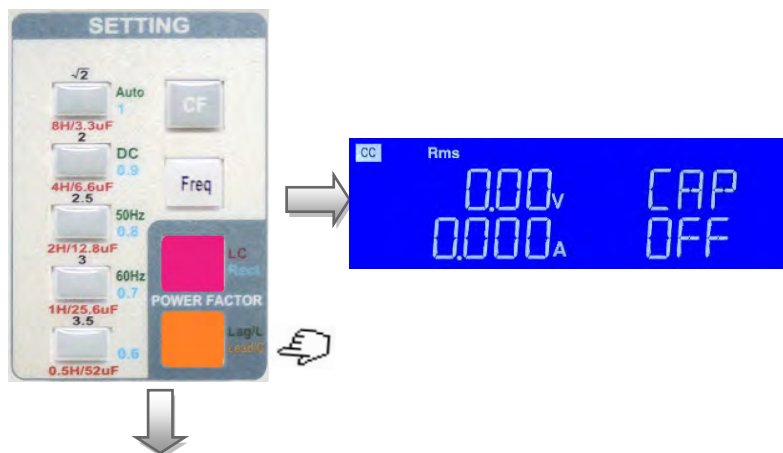 SETTING
√2
Auto
1
CF
8H/3.3uF
2
DC
0.9
4H/6.6uF
2.5
Freq
50Hz
0.8
2H/12.8uF
3
LC
Rect
60Hz
0.7
POWER FACTOR
1H/25.6uF
3.5
Lag/L
Lead/C
0.6
0.5H/52uF
CC Rms
0.00V CAP
0.000A OFF